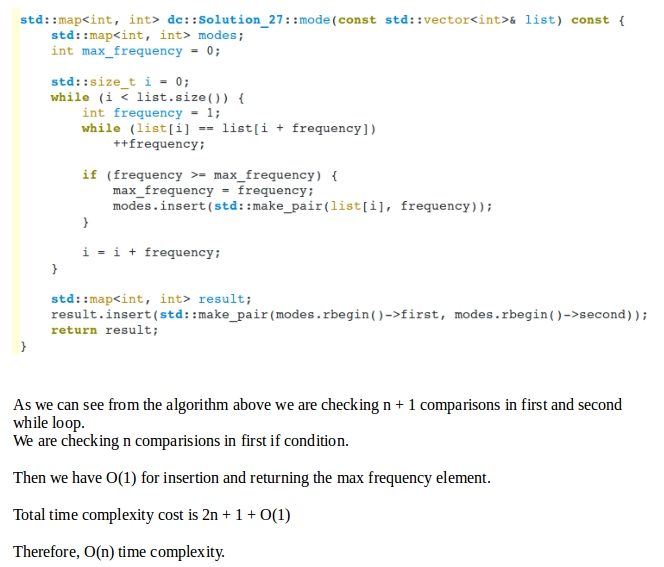 std::map<int, int> dc::Solution_27::mode(const std::vector<int>& list) const {
std::map<int, int> modes;
int max_frequency = 0;
std::size_t i = 0;
while (i < list.size()) {
int frequency = 1;
while (list[i] == list[i + frequency])
++frequency;
if (frequency >= max_frequency) {
max_frequency = frequency;
modes.insert(std::make_pair(list[i], frequency));
}
i = i + frequency;
}
std::map<int, int> result;
result.insert(std::make_pair(modes.rbegin()->first, modes.rbegin()->second));
return result;
}
As we can see from the algorithm above we are checking n + 1 comparisons in first and second
while loop.
We are checking n comparisions in first if condition.
Then we have O(1) for insertion and returning the max frequency element.
Total time complexity cost is 2n + 1 + O(1)
Therefore, O(n) time complexity.